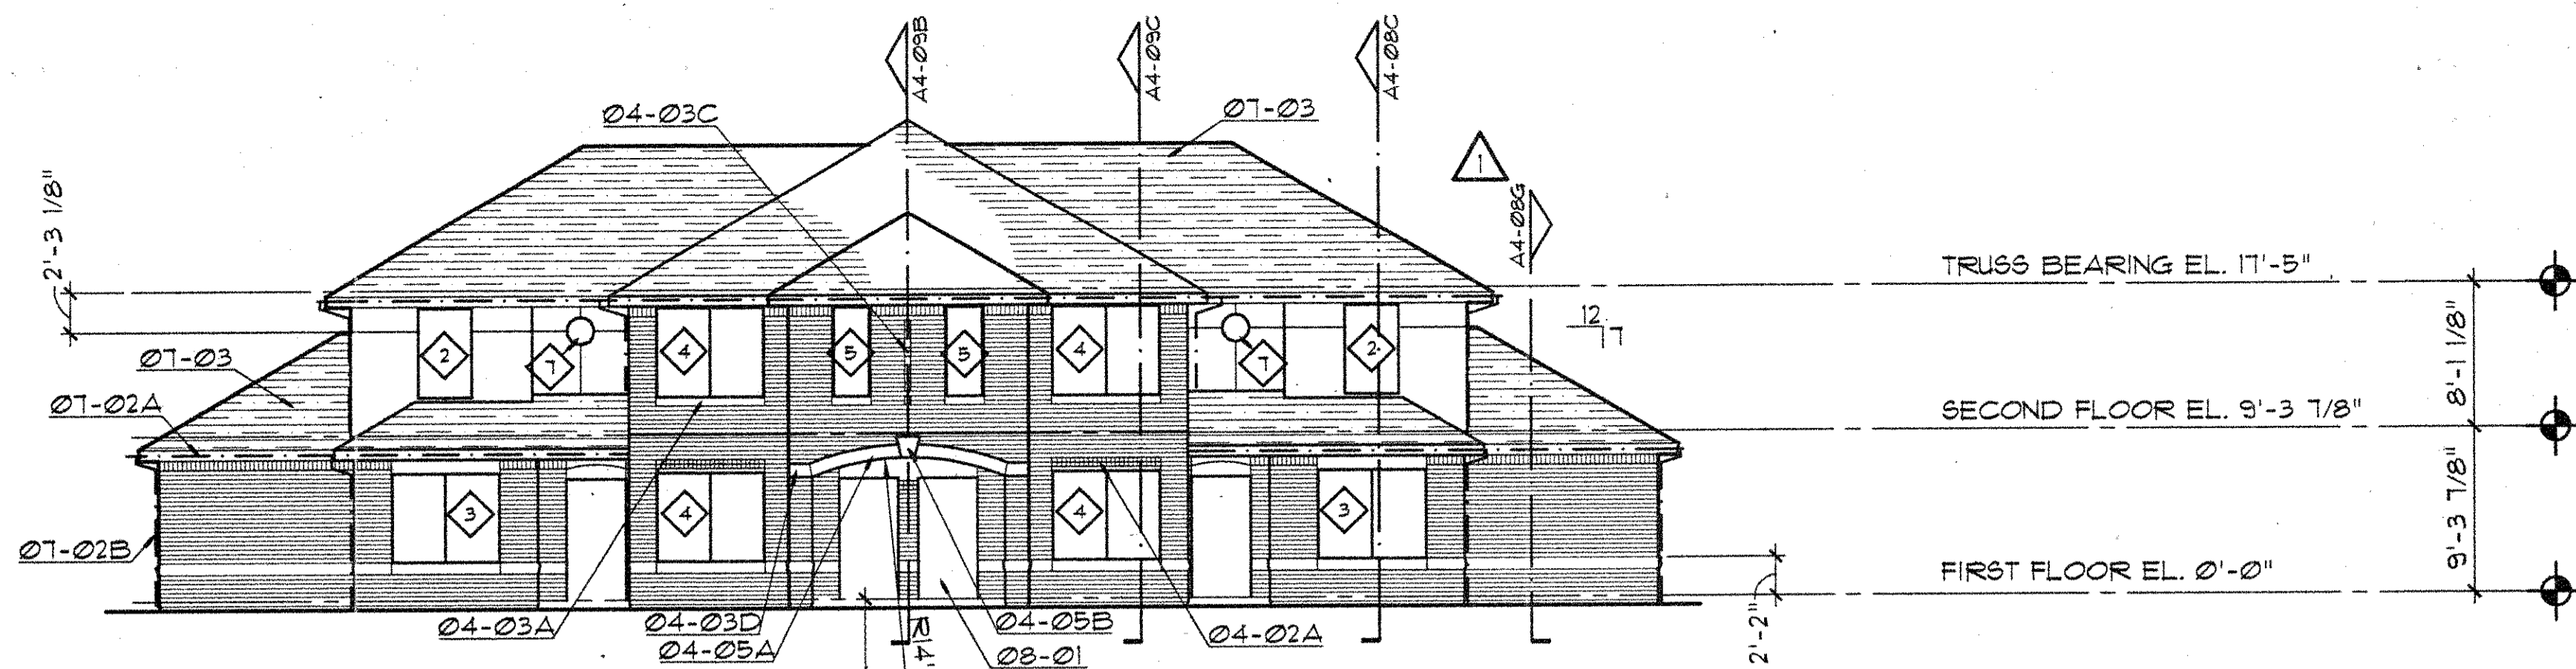 A4-09B
A4-09C
A4-08C
04-03C
07-03
1
A4-08G
2'-3 1/8"
TRUSS BEARING EL. 17'-5"
12
7
07-03
2
7
4
5
5
4
7
2
8'-1 1/8"
07-02A
SECOND FLOOR EL. 9'-3 7/8"
3
4
4
3
9'-3 7/8"
07-02B
FIRST FLOOR EL. 0'-0"
04-03A
04-03D
04-05B
04-02A
04-05A
R14'
08-01
2'-2"